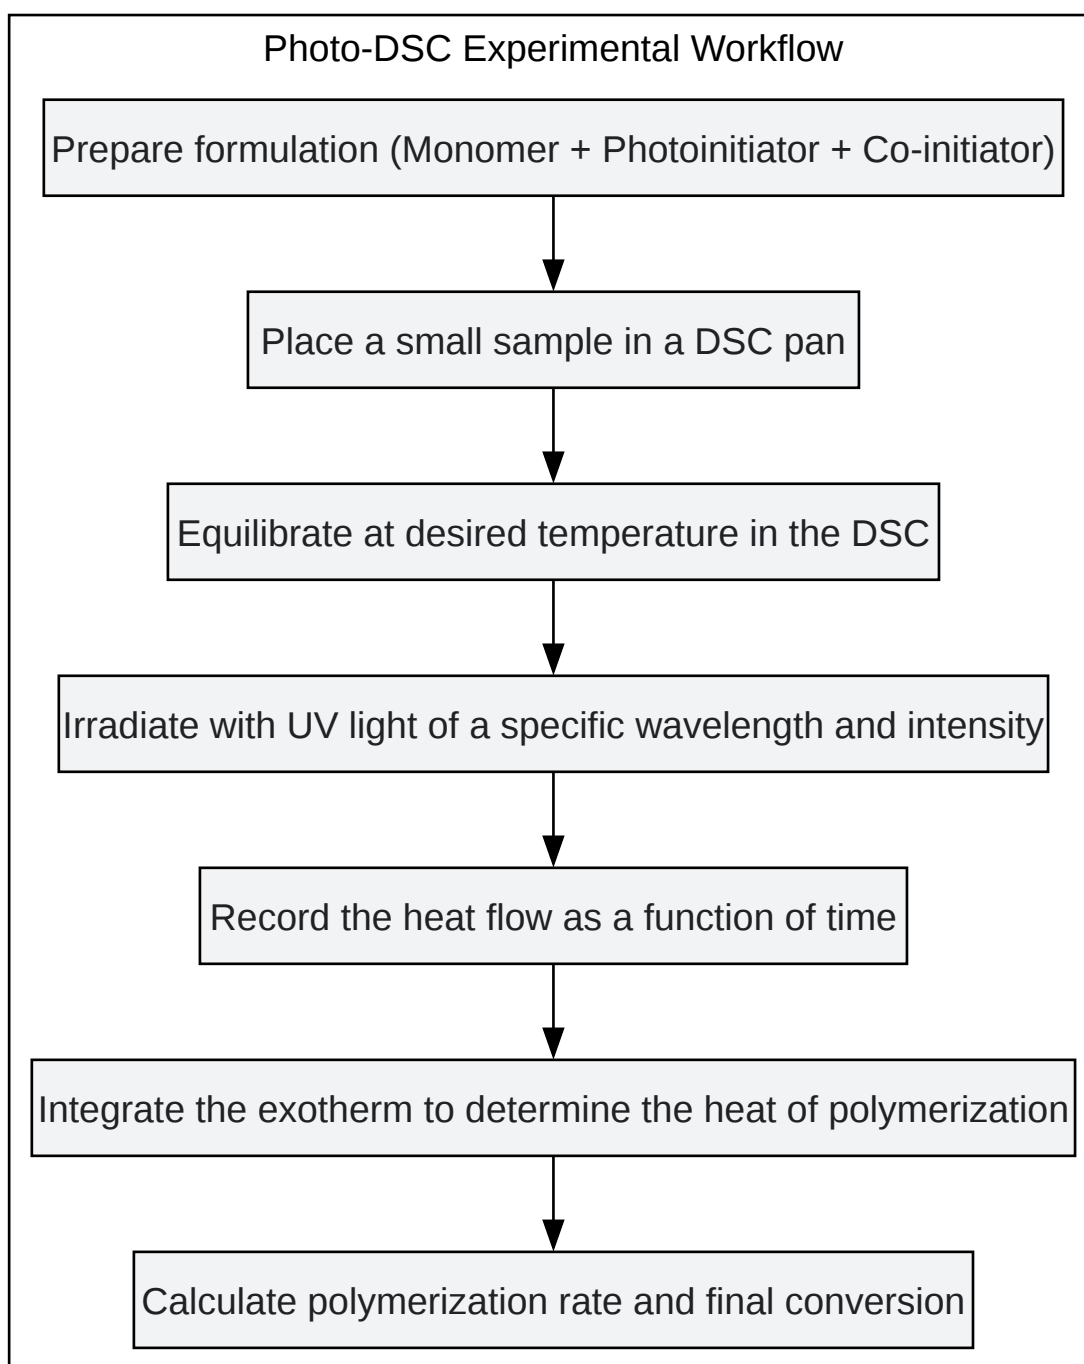 Photo-DSC Experimental Workflow
Prepare formulation (Monomer + Photoinitiator + Co-initiator)
Place a small sample in a DSC pan
Equilibrate at desired temperature in the DSC
Irradiate with UV light of a specific wavelength and intensity
Record the heat flow as a function of time
Integrate the exotherm to determine the heat of polymerization
Calculate polymerization rate and final conversion